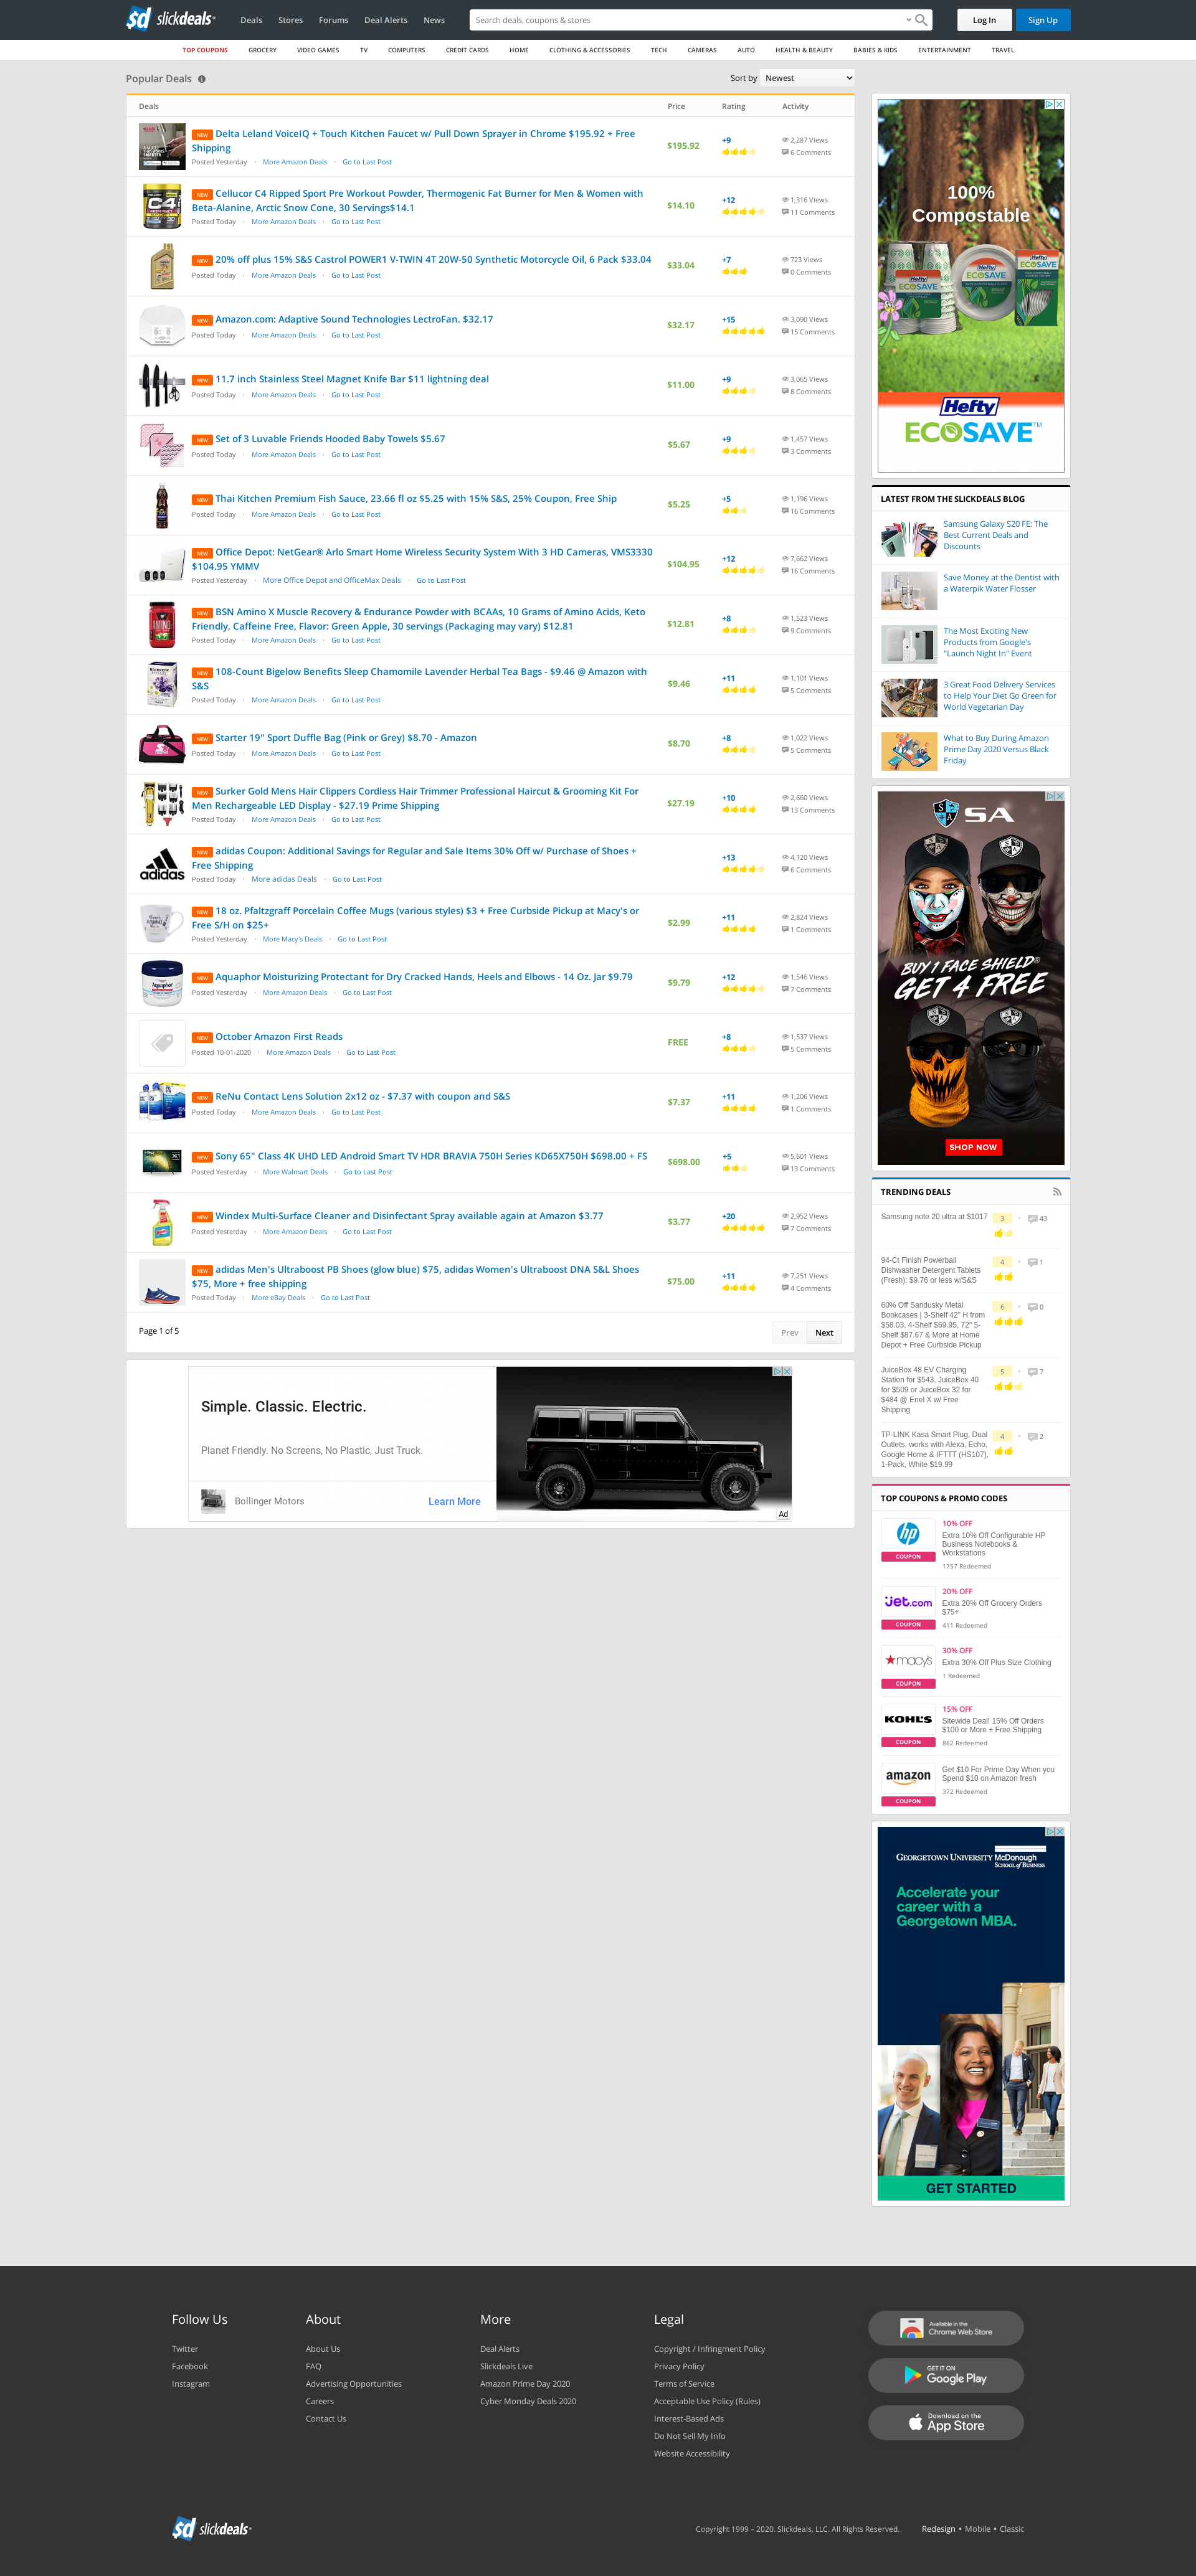 sd slickdeals
Deals Stores Forums Deal Alerts News
Search deals, coupons & stores
Log In Sign Up
TOP COUPONS GROCERY VIDEO GAMES TV COMPUTERS CREDIT CARDS HOME CLOTHING & ACCESSORIES TECH CAMERAS AUTO HEALTH & BEAUTY BABIES & KIDS ENTERTAINMENT TRAVEL
Popular Deals
Sort by Newest
Deals Price Rating Activity
NEW Delta Leland VoiceIQ + Touch Kitchen Faucet w/ Pull Down Sprayer in Chrome $195.92 + Free
Shipping
Posted Yesterday · More Amazon Deals · Go to Last Post
$195.92
+9
2,287 Views
6 Comments
NEW Cellucor C4 Ripped Sport Pre Workout Powder, Thermogenic Fat Burner for Men & Women with
Beta-Alanine, Arctic Snow Cone, 30 Servings$14.1
Posted Today · More Amazon Deals · Go to Last Post
$14.10
+12
1,316 Views
11 Comments
NEW 20% off plus 15% S&S Castrol POWER1 V-TWIN 4T 20W-50 Synthetic Motorcycle Oil, 6 Pack $33.04
Posted Today · More Amazon Deals · Go to Last Post
$33.04
+7
723 Views
0 Comments
NEW Amazon.com: Adaptive Sound Technologies LectroFan. $32.17
Posted Today · More Amazon Deals · Go to Last Post
$32.17
+15
3,090 Views
15 Comments
NEW 11.7 inch Stainless Steel Magnet Knife Bar $11 lightning deal
Posted Today · More Amazon Deals · Go to Last Post
$11.00
+9
3,065 Views
8 Comments
NEW Set of 3 Luvable Friends Hooded Baby Towels $5.67
Posted Today · More Amazon Deals · Go to Last Post
$5.67
+9
1,457 Views
3 Comments
NEW Thai Kitchen Premium Fish Sauce, 23.66 fl oz $5.25 with 15% S&S, 25% Coupon, Free Ship
Posted Today · More Amazon Deals · Go to Last Post
$5.25
+5
1,196 Views
16 Comments
NEW Office Depot: NetGear® Arlo Smart Home Wireless Security System With 3 HD Cameras, VMS3330
$104.95 YMMV
Posted Yesterday · More Office Depot and OfficeMax Deals · Go to Last Post
$104.95
+12
7,662 Views
16 Comments
NEW BSN Amino X Muscle Recovery & Endurance Powder with BCAAs, 10 Grams of Amino Acids, Keto
Friendly, Caffeine Free, Flavor: Green Apple, 30 servings (Packaging may vary) $12.81
Posted Today · More Amazon Deals · Go to Last Post
$12.81
+8
1,523 Views
9 Comments
NEW 108-Count Bigelow Benefits Sleep Chamomile Lavender Herbal Tea Bags - $9.46 @ Amazon with
S&S
Posted Today · More Amazon Deals · Go to Last Post
$9.46
+11
1,101 Views
5 Comments
NEW Starter 19" Sport Duffle Bag (Pink or Grey) $8.70 - Amazon
Posted Today · More Amazon Deals · Go to Last Post
$8.70
+8
1,022 Views
5 Comments
NEW Surker Gold Mens Hair Clippers Cordless Hair Trimmer Professional Haircut & Grooming Kit For
Men Rechargeable LED Display - $27.19 Prime Shipping
Posted Today · More Amazon Deals · Go to Last Post
$27.19
+10
2,660 Views
13 Comments
adidas
NEW adidas Coupon: Additional Savings for Regular and Sale Items 30% Off w/ Purchase of Shoes +
Free Shipping
Posted Today · More adidas Deals · Go to Last Post
+13
4,120 Views
6 Comments
NEW 18 oz. Pfaltzgraff Porcelain Coffee Mugs (various styles) $3 + Free Curbside Pickup at Macy's or
Free S/H on $25+
Posted Yesterday · More Macy's Deals · Go to Last Post
$2.99
+11
2,824 Views
1 Comments
NEW Aquaphor Moisturizing Protectant for Dry Cracked Hands, Heels and Elbows - 14 Oz. Jar $9.79
Posted Yesterday · More Amazon Deals · Go to Last Post
$9.79
+12
1,546 Views
7 Comments
NEW October Amazon First Reads
Posted 10-01-2020 · More Amazon Deals · Go to Last Post
FREE
+8
1,537 Views
5 Comments
NEW ReNu Contact Lens Solution 2x12 oz - $7.37 with coupon and S&S
Posted Today · More Amazon Deals · Go to Last Post
$7.37
+11
1,206 Views
1 Comments
NEW Sony 65" Class 4K UHD LED Android Smart TV HDR BRAVIA 750H Series KD65X750H $698.00 + FS
Posted Yesterday · More Walmart Deals · Go to Last Post
$698.00
+5
5,601 Views
13 Comments
NEW Windex Multi-Surface Cleaner and Disinfectant Spray available again at Amazon $3.77
Posted Yesterday · More Amazon Deals · Go to Last Post
$3.77
+20
2,952 Views
7 Comments
NEW adidas Men's Ultraboost PB Shoes (glow blue) $75, adidas Women's Ultraboost DNA S&L Shoes
$75, More + free shipping
Posted Today · More eBay Deals · Go to Last Post
$75.00
+11
7,251 Views
4 Comments
Page 1 of 5
Prev Next
Simple. Classic. Electric.
Planet Friendly. No Screens, No Plastic, Just Truck.
Bollinger Motors
Learn More
Ad
100%
Compostable
Hefty
ECOSAVE
Hefty
ECOSAVE
Hefty
ECOSAVE
Hefty
ECOSAVE TM
LATEST FROM THE SLICKDEALS BLOG
Samsung Galaxy S20 FE: The
Best Current Deals and
Discounts
Save Money at the Dentist with
a Waterpik Water Flosser
The Most Exciting New
Products from Google's
"Launch Night In" Event
3 Great Food Delivery Services
to Help Your Diet Go Green for
World Vegetarian Day
What to Buy During Amazon
Prime Day 2020 Versus Black
Friday
SA
BUY 1 FACE SHIELD®
GET 4 FREE
SHOP NOW
TRENDING DEALS
Samsung note 20 ultra at $1017
3 · 43
94-Ct Finish Powerball
Dishwasher Detergent Tablets
(Fresh): $9.76 or less w/S&S
4 · 1
60% Off Sandusky Metal
Bookcases | 3-Shelf 42" H from
$58.03, 4-Shelf $69.95, 72" 5-
Shelf $87.67 & More at Home
Depot + Free Curbside Pickup
6 · 0
JuiceBox 48 EV Charging
Station for $543, JuiceBox 40
for $509 or JuiceBox 32 for
$484 @ Enel X w/ Free
Shipping
5 · 7
TP-LINK Kasa Smart Plug, Dual
Outlets, works with Alexa, Echo,
Google Home & IFTTT (HS107),
1-Pack, White $19.99
4 · 2
TOP COUPONS & PROMO CODES
hp
COUPON
10% OFF
Extra 10% Off Configurable HP
Business Notebooks &
Workstations
1757 Redeemed
jet.com
COUPON
20% OFF
Extra 20% Off Grocery Orders
$75+
411 Redeemed
macy's
COUPON
30% OFF
Extra 30% Off Plus Size Clothing
1 Redeemed
KOHL'S
COUPON
15% OFF
Sitewide Deal! 15% Off Orders
$100 or More + Free Shipping
862 Redeemed
amazon
COUPON
Get $10 For Prime Day When you
Spend $10 on Amazon fresh
372 Redeemed
GEORGETOWN UNIVERSITY McDonough
SCHOOL of BUSINESS
Accelerate your
career with a
Georgetown MBA.
GET STARTED
Follow Us
Twitter
Facebook
Instagram
About
About Us
FAQ
Advertising Opportunities
Careers
Contact Us
More
Deal Alerts
Slickdeals Live
Amazon Prime Day 2020
Cyber Monday Deals 2020
Legal
Copyright / Infringment Policy
Privacy Policy
Terms of Service
Acceptable Use Policy (Rules)
Interest-Based Ads
Do Not Sell My Info
Website Accessibility
Available in the
Chrome Web Store
GET IT ON
Google Play
Download on the
App Store
sd slickdeals
Copyright 1999 – 2020. Slickdeals, LLC. All Rights Reserved. Redesign • Mobile • Classic